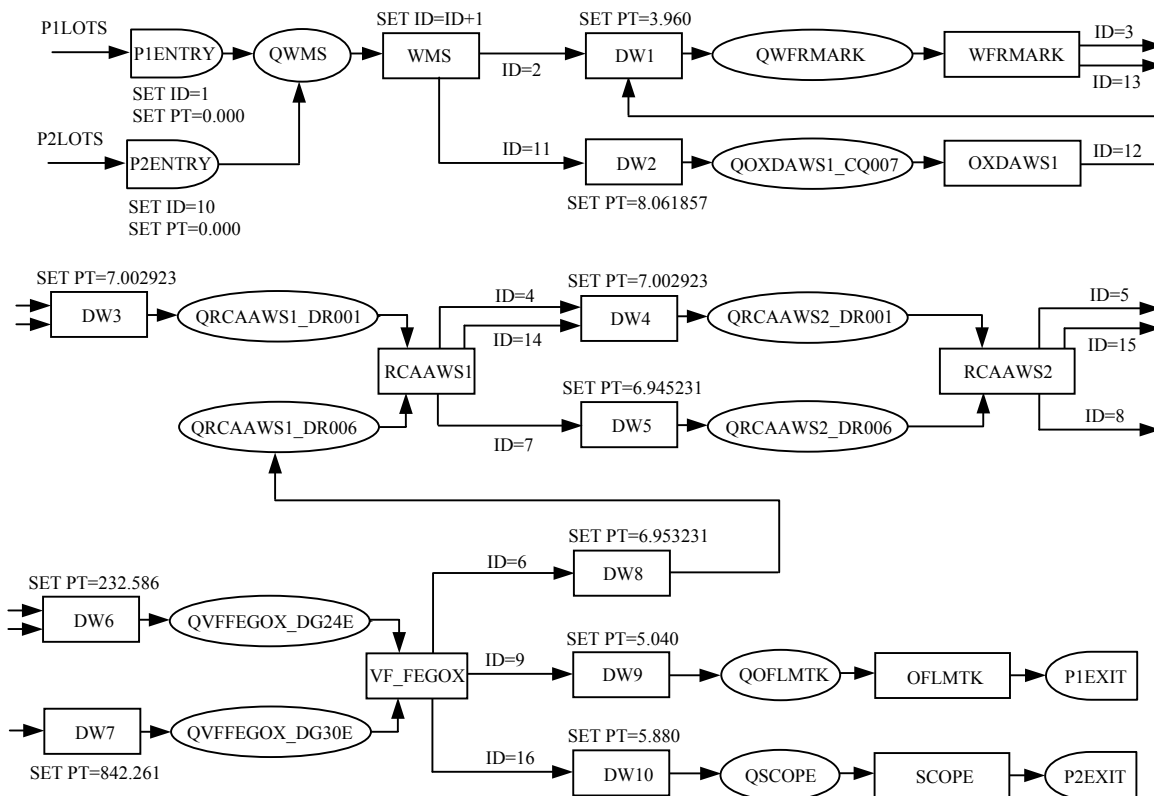 P1LOTS
P1ENTRY
SET ID=1
SET PT=0.000
P2LOTS
P2ENTRY
SET ID=10
SET PT=0.000
QWMS
SET ID=ID+1
WMS
ID=2
ID=11
SET PT=3.960
DW1
QWFRMARK
WFRMARK
ID=3
ID=13
DW2
SET PT=8.061857
QOXDAWS1_CQ007
OXDAWS1
ID=12
SET PT=7.002923
DW3
QRCAAWS1_DR001
RCAAWS1
QRCAAWS1_DR006
ID=4
ID=14
ID=7
SET PT=7.002923
DW4
QRCAAWS2_DR001
SET PT=6.945231
DW5
QRCAAWS2_DR006
RCAAWS2
ID=5
ID=15
ID=8
SET PT=232.586
DW6
QVFFEGOX_DG24E
DW7
SET PT=842.261
QVFFEGOX_DG30E
VF_FEGOX
ID=6
SET PT=6.953231
DW8
ID=9
SET PT=5.040
DW9
QOFLMTK
OFLMTK
P1EXIT
ID=16
SET PT=5.880
DW10
QSCOPE
SCOPE
P2EXIT